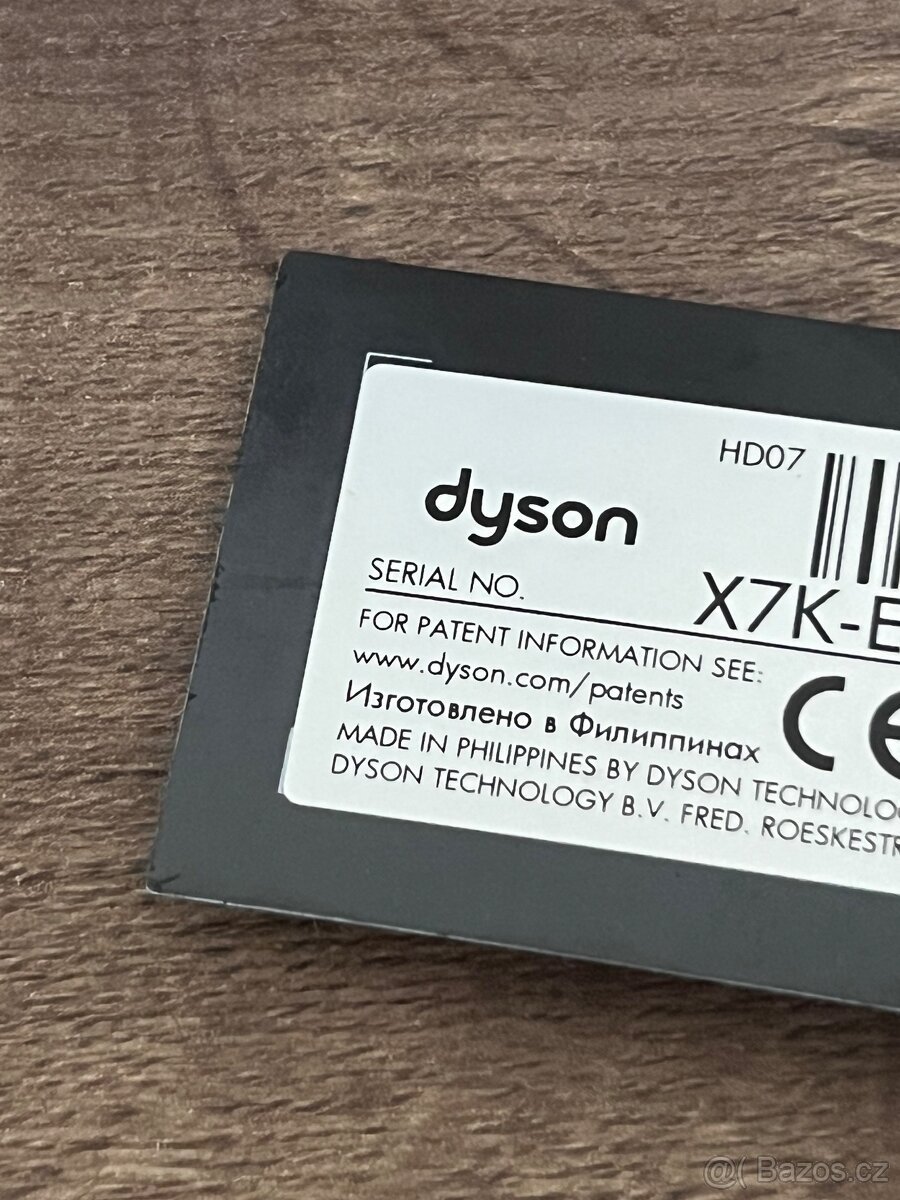 HD07
dyson
SERIAL NO. X7K-E
FOR PATENT INFORMATION SEE:
www.dyson.com/patents
Изготовлено в Филиппинах
CE
MADE IN PHILIPPINES BY DYSON TECHNOLO
DYSON TECHNOLOGY B.V. FRED. ROESKESTR
@( Bazos.cz